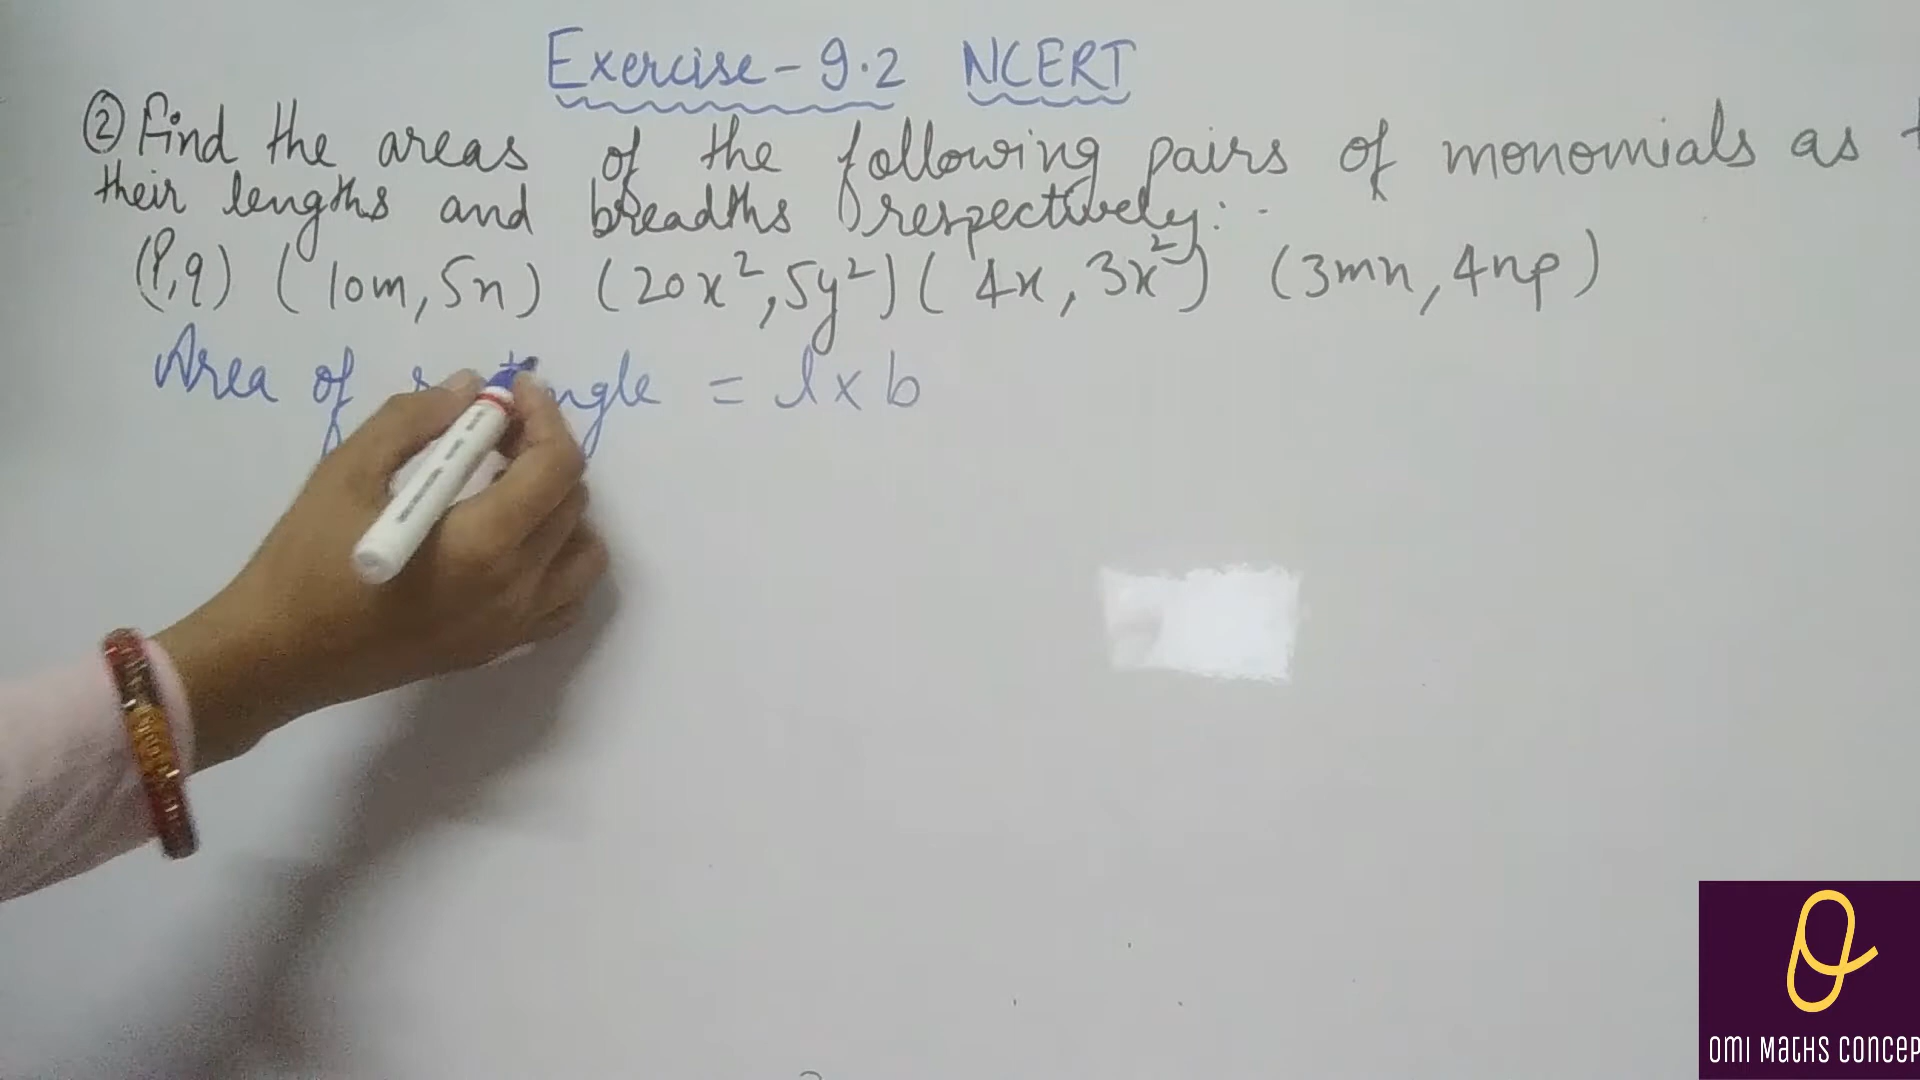 Exercise - 9.2 NCERT
② Find the areas of the following pairs of monomials as
their lengths and breadths respectively:-
(P,q) (10m, 5n) (20x², 5y²) (4x, 3x²) (3mn, 4np)
Area of = l x b
OMI MATHS CONCEP